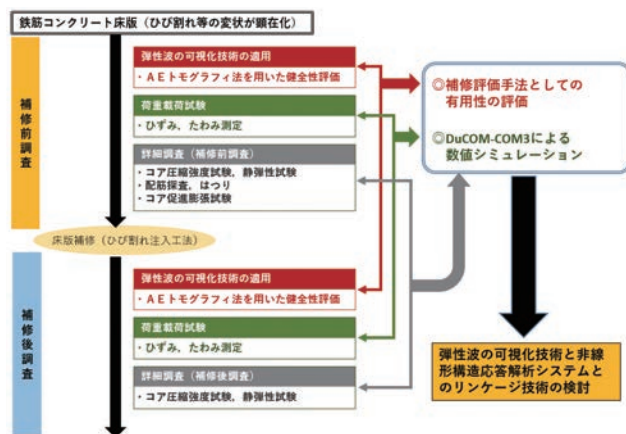 鉄筋コンクリート床版（ひび割れ等の変状が顕在化）
補修前調査
弾性波の可視化技術の適用
・ＡＥトモグラフィ法を用いた健全性評価
荷重載荷試験
・ひずみ、たわみ測定
詳細調査（補修前調査）
・コア圧縮強度試験，静弾性試験
・配筋探査，はつり
・コア促進膨張試験
床版補修（ひび割れ注入工法）
補修後調査
弾性波の可視化技術の適用
・ＡＥトモグラフィ法を用いた健全性評価
荷重載荷試験
・ひずみ、たわみ測定
詳細調査（補修後調査）
・コア圧縮強度試験，静弾性試験
◎補修評価手法としての
有用性の評価
◎DuCOM-COM3による
数値シミュレーション
弾性波の可視化技術と非線
形構造応答解析システムと
のリンケージ技術の検討